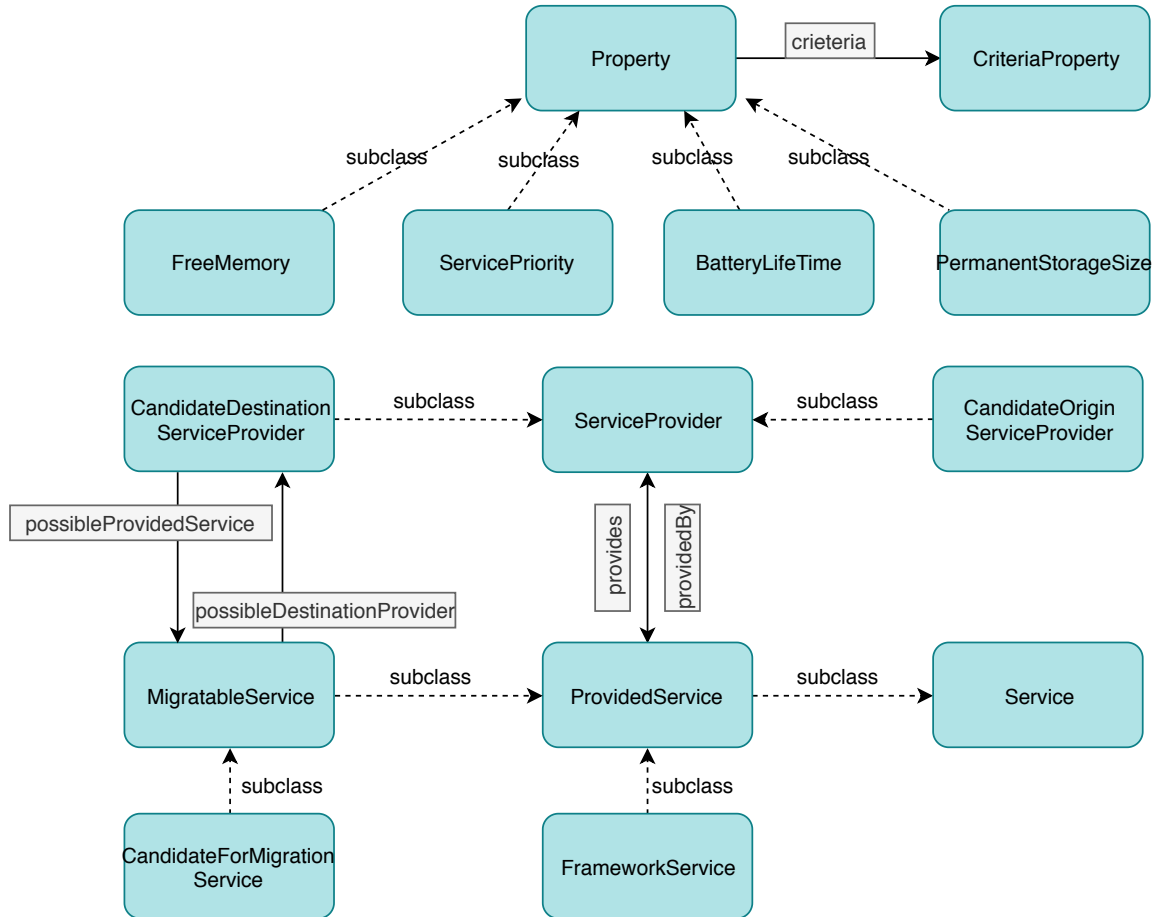 crieteria
Property
CriteriaProperty
subclass
subclass
subclass
subclass
FreeMemory
ServicePriority
BatteryLifeTime
PermanentStorageSize
CandidateDestination
ServiceProvider
subclass
ServiceProvider
subclass
CandidateOrigin
ServiceProvider
possibleProvidedService
provides
providedBy
possibleDestinationProvider
MigratableService
subclass
ProvidedService
subclass
Service
subclass
subclass
CandidateForMigration
Service
FrameworkService